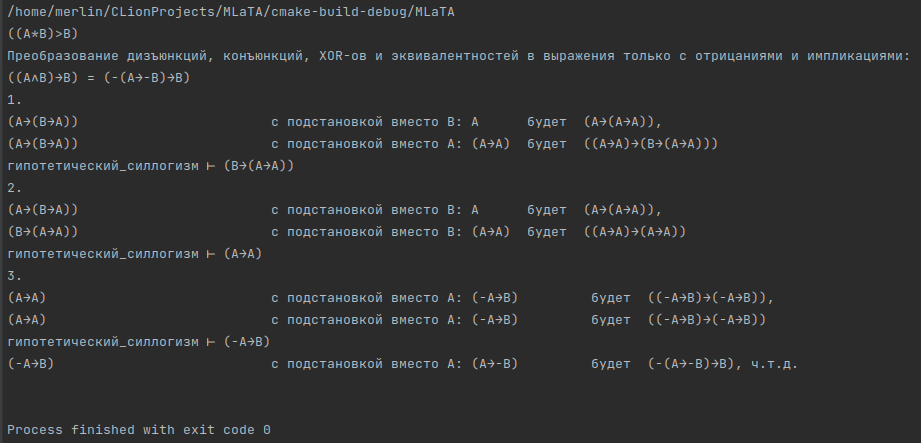 /home/merlin/CLionProjects/MLaTA/cmake-build-debug/MLaTA
((A*B)>B)
Преобразование дизъюнкций, конъюнкций, XOR-ов и эквивалентностей в выражения только с отрицаниями и импликациями:
((A∧B)→B) = (-(A→-B)→B)
1.
(A→(B→A)) с подстановкой вместо B: A будет (A→(A→A)),
(A→(B→A)) с подстановкой вместо A: (A→A) будет ((A→A)→(B→(A→A)))
гипотетический_силлогизм ⊢ (B→(A→A))
2.
(A→(B→A)) с подстановкой вместо B: A будет (A→(A→A)),
(B→(A→A)) с подстановкой вместо B: (A→A) будет ((A→A)→(A→A))
гипотетический_силлогизм ⊢ (A→A)
3.
(A→A) с подстановкой вместо A: (-A→B) будет ((-A→B)→(-A→B)),
(A→A) с подстановкой вместо A: (-A→B) будет ((-A→B)→(-A→B))
гипотетический_силлогизм ⊢ (-A→B)
(-A→B) с подстановкой вместо A: (A→-B) будет (-(A→-B)→B), ч.т.д.
Process finished with exit code 0